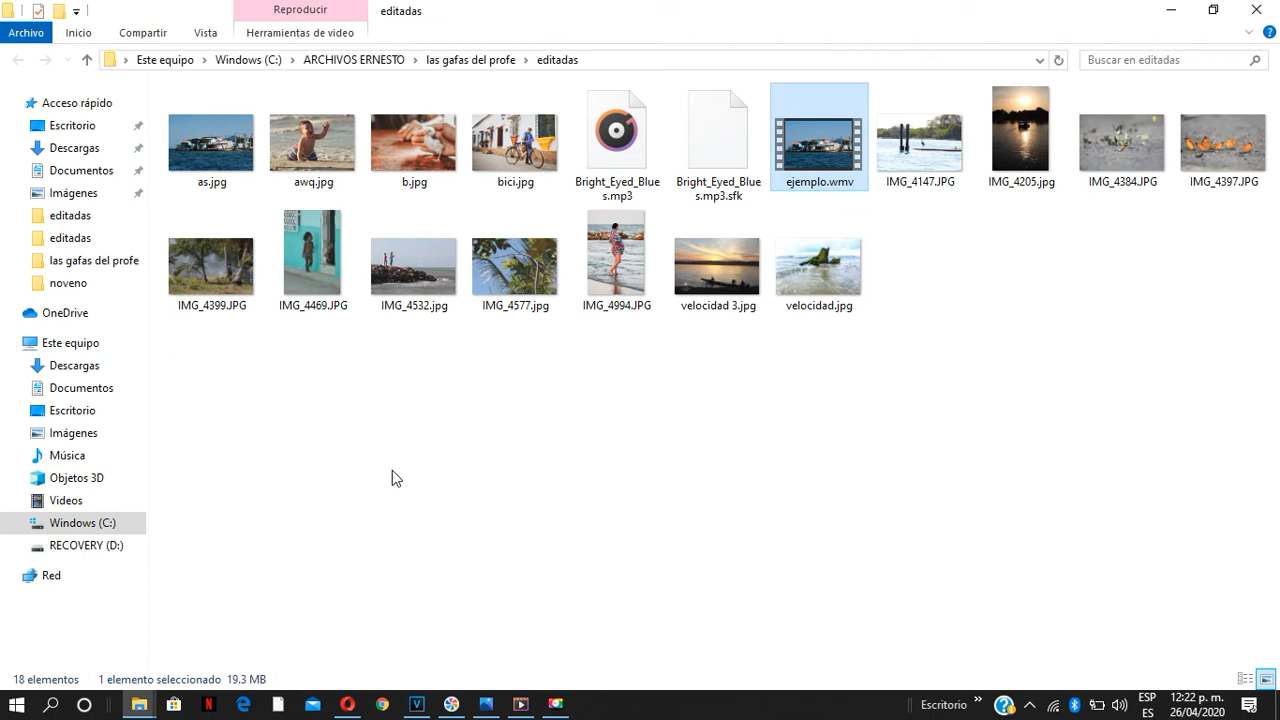 Reproducir
editadas
Archivo
Inicio
Compartir
Vista
Herramientas de video
Este equipo
Windows (C:)
ARCHIVOS ERNESTO
las gafas del profe
editadas
Buscar en editadas
Acceso rápido
Escritorio
Descargas
Documentos
Imágenes
editadas
editadas
las gafas del profe
noveno
OneDrive
Este equipo
Descargas
Documentos
Escritorio
Imágenes
Música
Objetos 3D
Videos
Windows (C:)
RECOVERY (D:)
Red
as.jpg
awq.jpg
b.jpg
bici.jpg
Bright_Eyed_Blue
s.mp3
Bright_Eyed_Blue
s.mp3.sfk
ejemplo.wmv
IMG_4147.JPG
IMG_4205.jpg
IMG_4384.JPG
IMG_4397.JPG
IMG_4399.JPG
IMG_4469.JPG
IMG_4532.jpg
IMG_4577.jpg
IMG_4994.JPG
velocidad 3.jpg
velocidad.jpg
18 elementos
1 elemento seleccionado 19.3 MB
Escritorio
ESP
ES
12:22 p. m.
26/04/2020